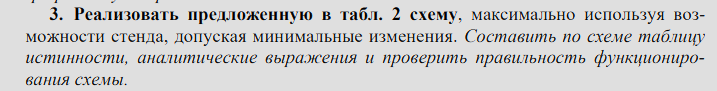 3. Реализовать предложенную в табл. 2 схему, максимально используя воз-
можности стенда, допуская минимальные изменения. Составить по схеме таблицу
истинности, аналитические выражения и проверить правильность функциониро-
вания схемы.